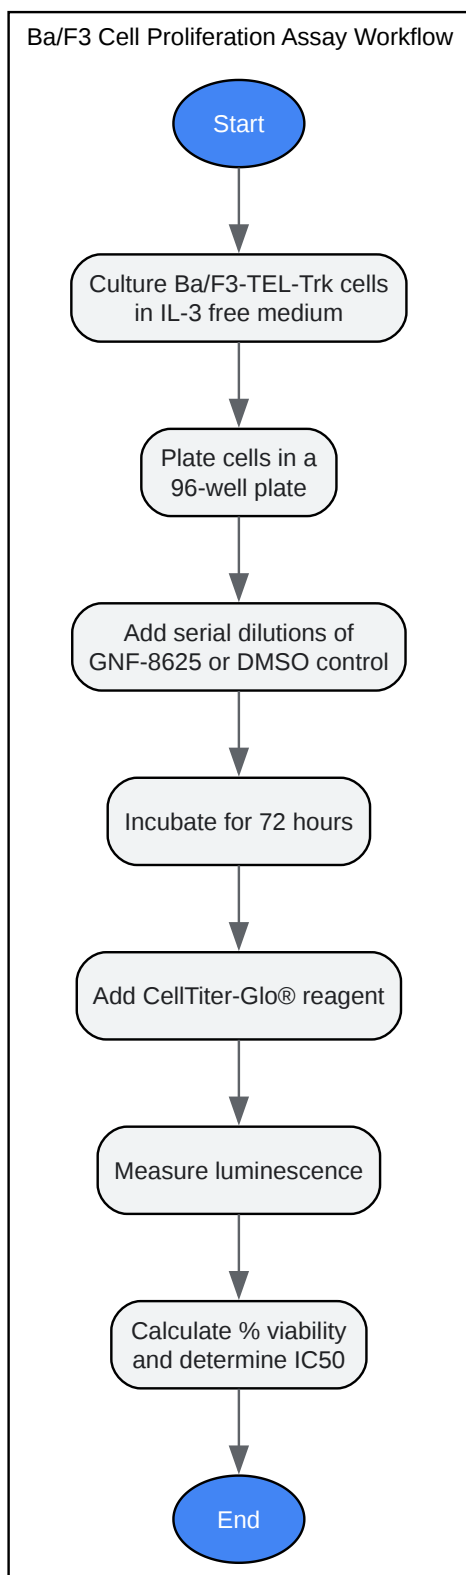 Ba/F3 Cell Proliferation Assay Workflow
Start
Culture Ba/F3-TEL-Trk cells
in IL-3 free medium
Plate cells in a
96-well plate
Add serial dilutions of
GNF-8625 or DMSO control
Incubate for 72 hours
Add CellTiter-Glo® reagent
Measure luminescence
Calculate % viability
and determine IC50
End